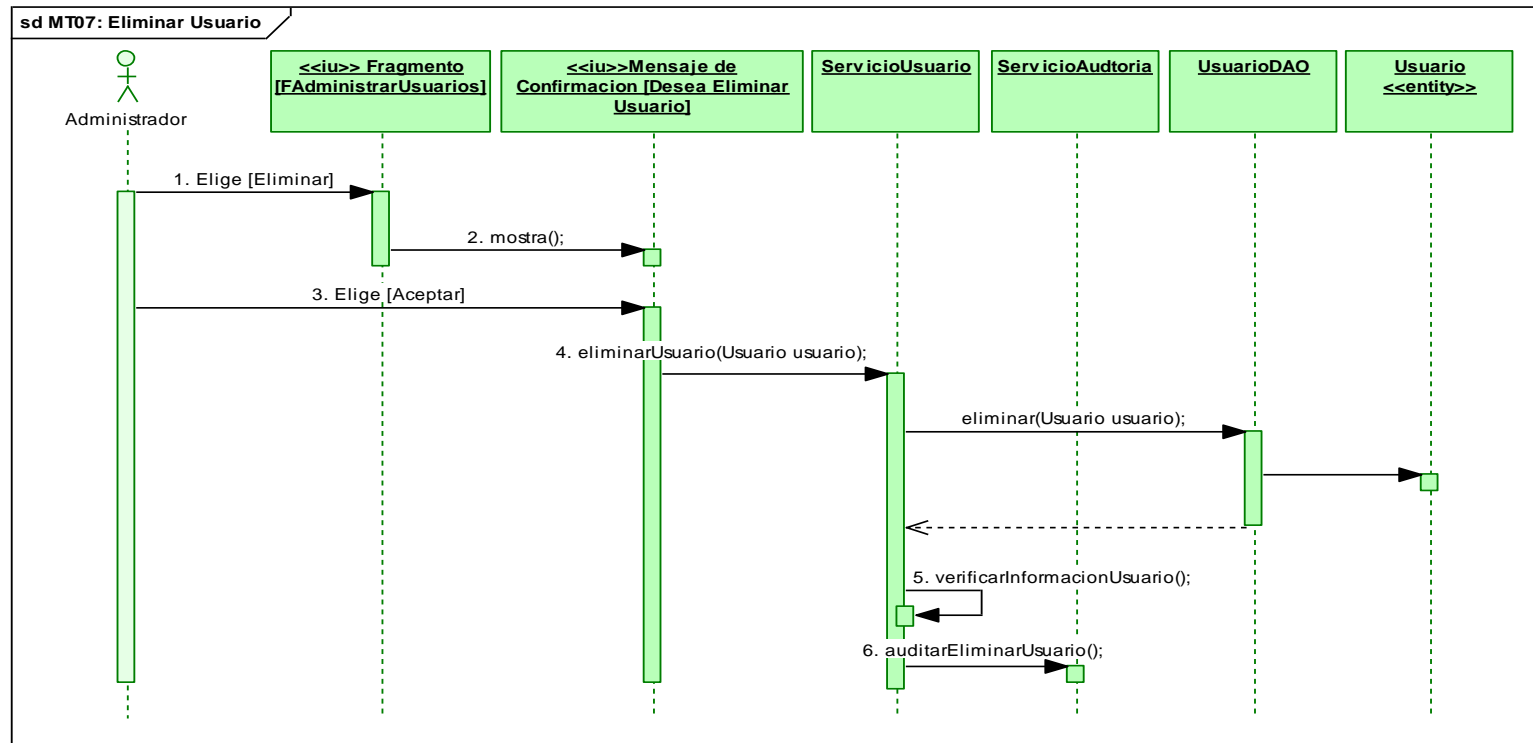 sd MT07: Eliminar Usuario
Administrador
<<iu>> Fragmento
[FAdministrarUsuarios]
<<iu>>Mensaje de
Confirmacion [Desea Eliminar
Usuario]
ServicioUsuario
ServicioAudtoria
UsuarioDAO
Usuario
<<entity>>
1. Elige [Eliminar]
2. mostra();
3. Elige [Aceptar]
4. eliminarUsuario(Usuario usuario);
eliminar(Usuario usuario);
5. verificarInformacionUsuario();
6. auditarEliminarUsuario();